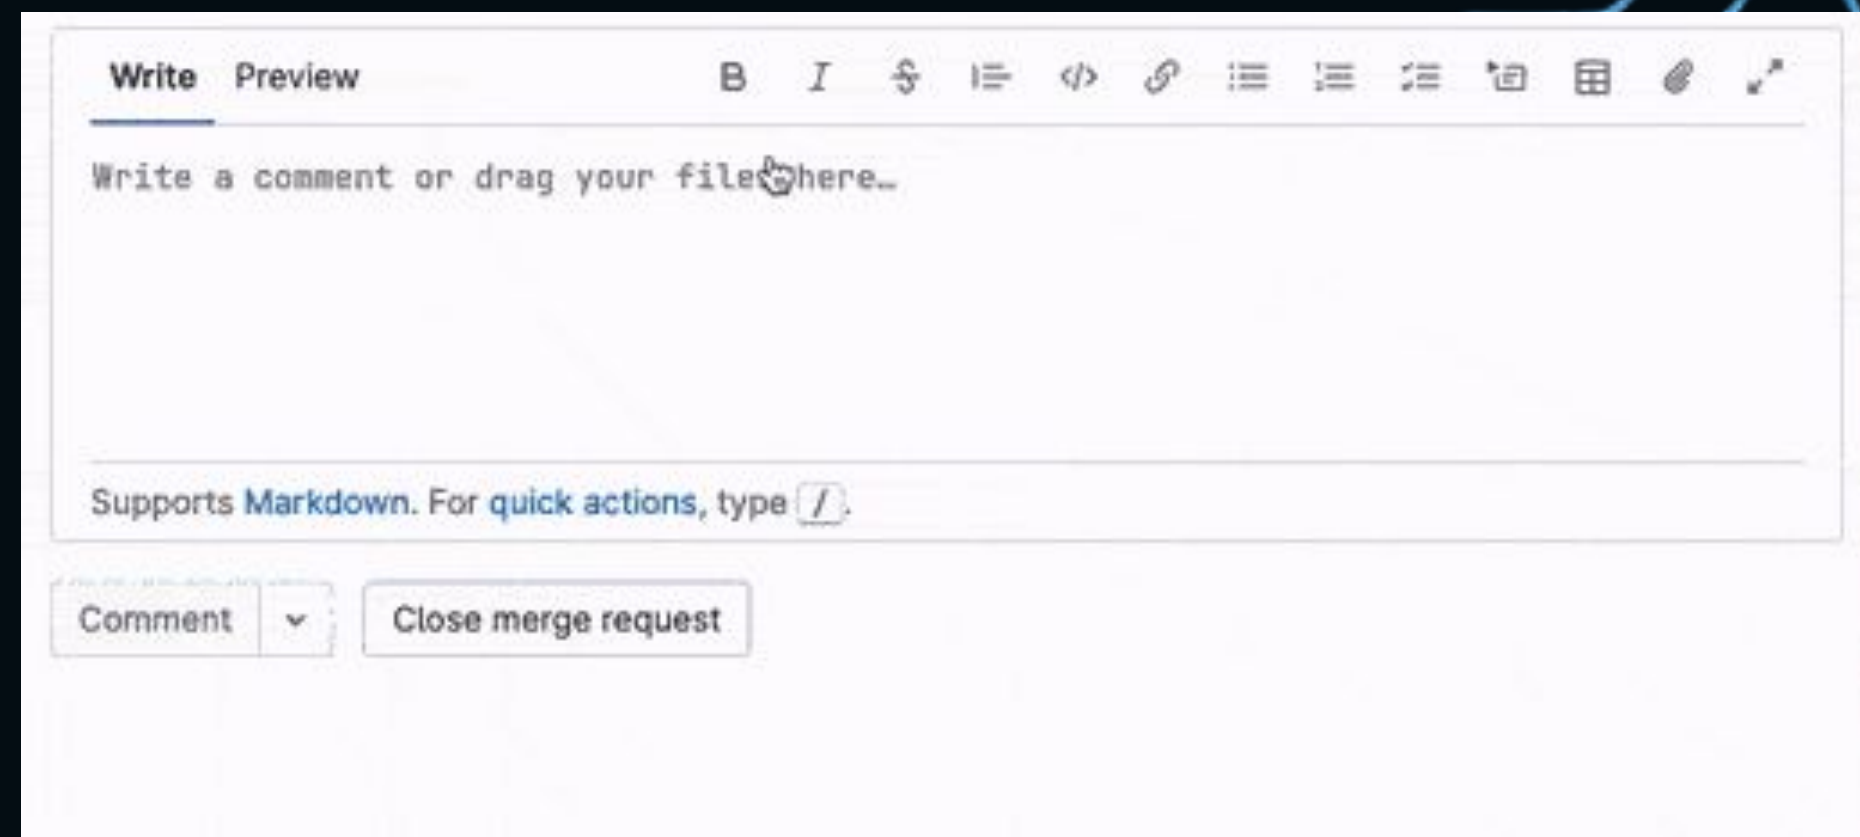 Write Preview
Write a comment or drag your files here…
Supports Markdown. For quick actions, type /.
Comment
Close merge request